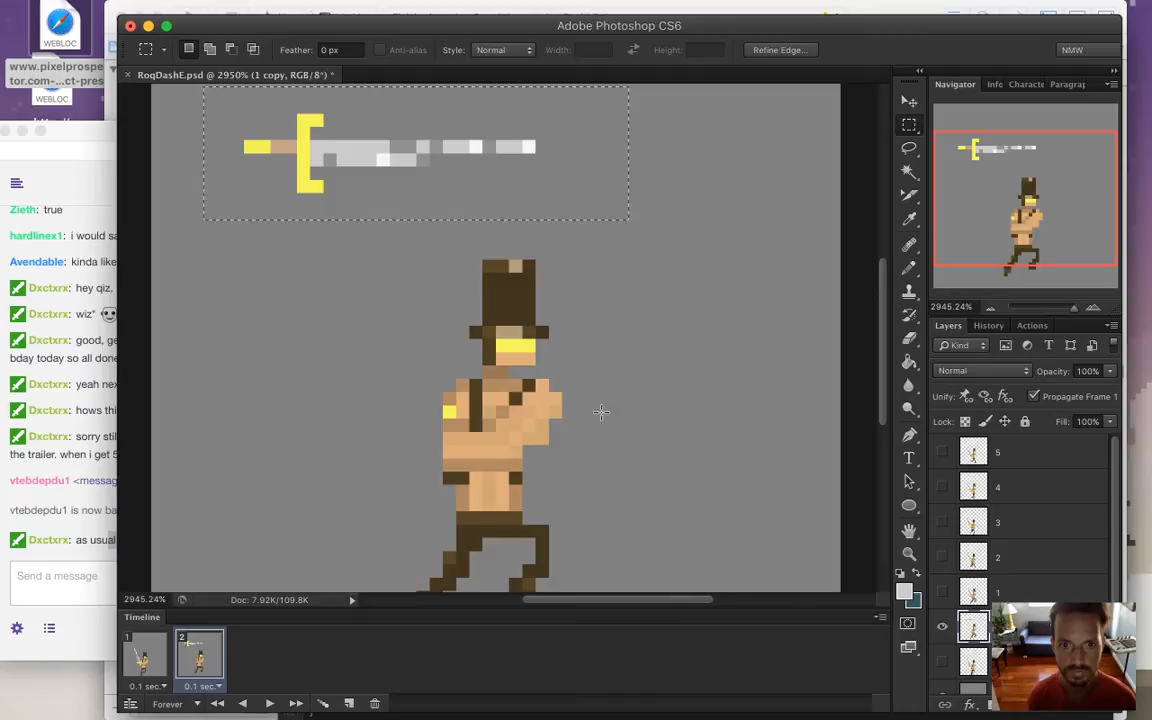 WEBLOC
www.pixelprospe
tor.com-...ct-pres
WEBLOC
Adobe Photoshop CS6
Feather: 0 px
Anti-alias
Style: Normal
Width:
Height:
Refine Edge...
NMW
× RoqDashE.psd @ 2950% (1 copy, RGB/8*) *
Zieth: true
hardlinex1: i would sa
Avendable: kinda like
Dxctxrx: hey qiz,
Dxctxrx: wiz*
Dxctxrx: good, ge
bday today so all done
Dxctxrx: yeah nex
Dxctxrx: hows thi
Dxctxrx: sorry stil
the trailer. when i get 5
vtebdepdu1 <messag
vtebdepdu1 is now ba
Dxctxrx: as usual
Send a message
Navigator
Info
Characte
Paragrap
2945.24%
Layers
History
Actions
Kind
Normal
Opacity: 100%
Unify:
Propagate Frame 1
Lock:
Fill: 100%
5
4
3
2
1
2945.24%
Doc: 7.92K/109.8K
Timeline
1
2
0.1 sec.
0.1 sec.
Forever